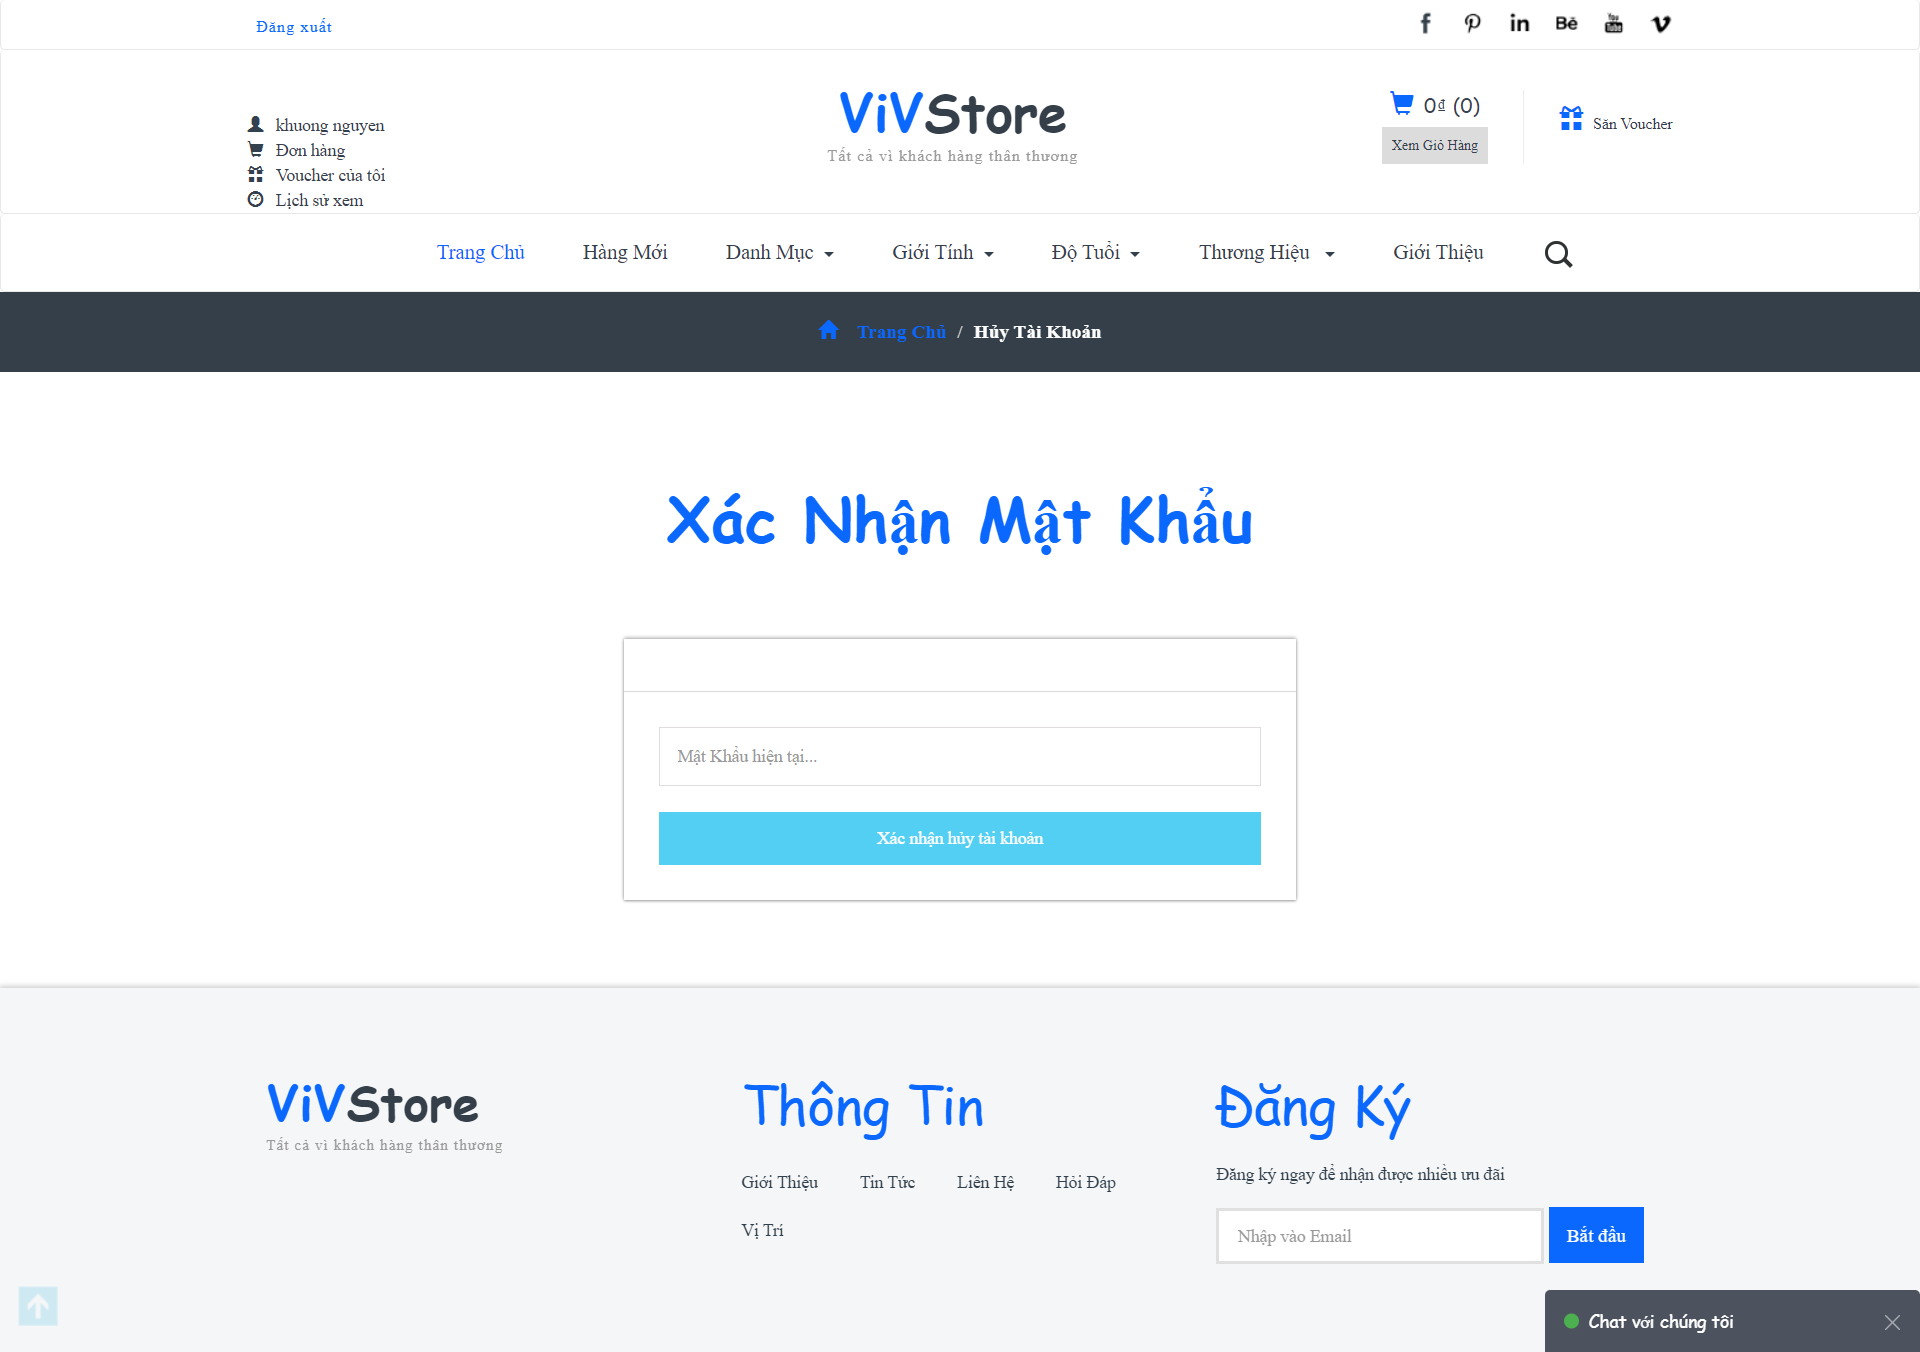 Đăng xuất
khuong nguyen
Đơn hàng
Voucher của tôi
Lịch sử xem
ViVStore
Tất cả vì khách hàng thân thương
0₫ (0)
Xem Giỏ Hàng
Săn Voucher
Trang Chủ Hàng Mới Danh Mục Giới Tính Độ Tuổi Thương Hiệu Giới Thiệu
Trang Chủ / Hủy Tài Khoản
Xác Nhận Mật Khẩu
Mật Khẩu hiện tại...
Xác nhận hủy tài khoản
ViVStore
Tất cả vì khách hàng thân thương
Thông Tin
Giới Thiệu Tin Tức Liên Hệ Hỏi Đáp
Vị Trí
Đăng Ký
Đăng ký ngay để nhận được nhiều ưu đãi
Nhập vào Email
Bắt đầu
Chat với chúng tôi